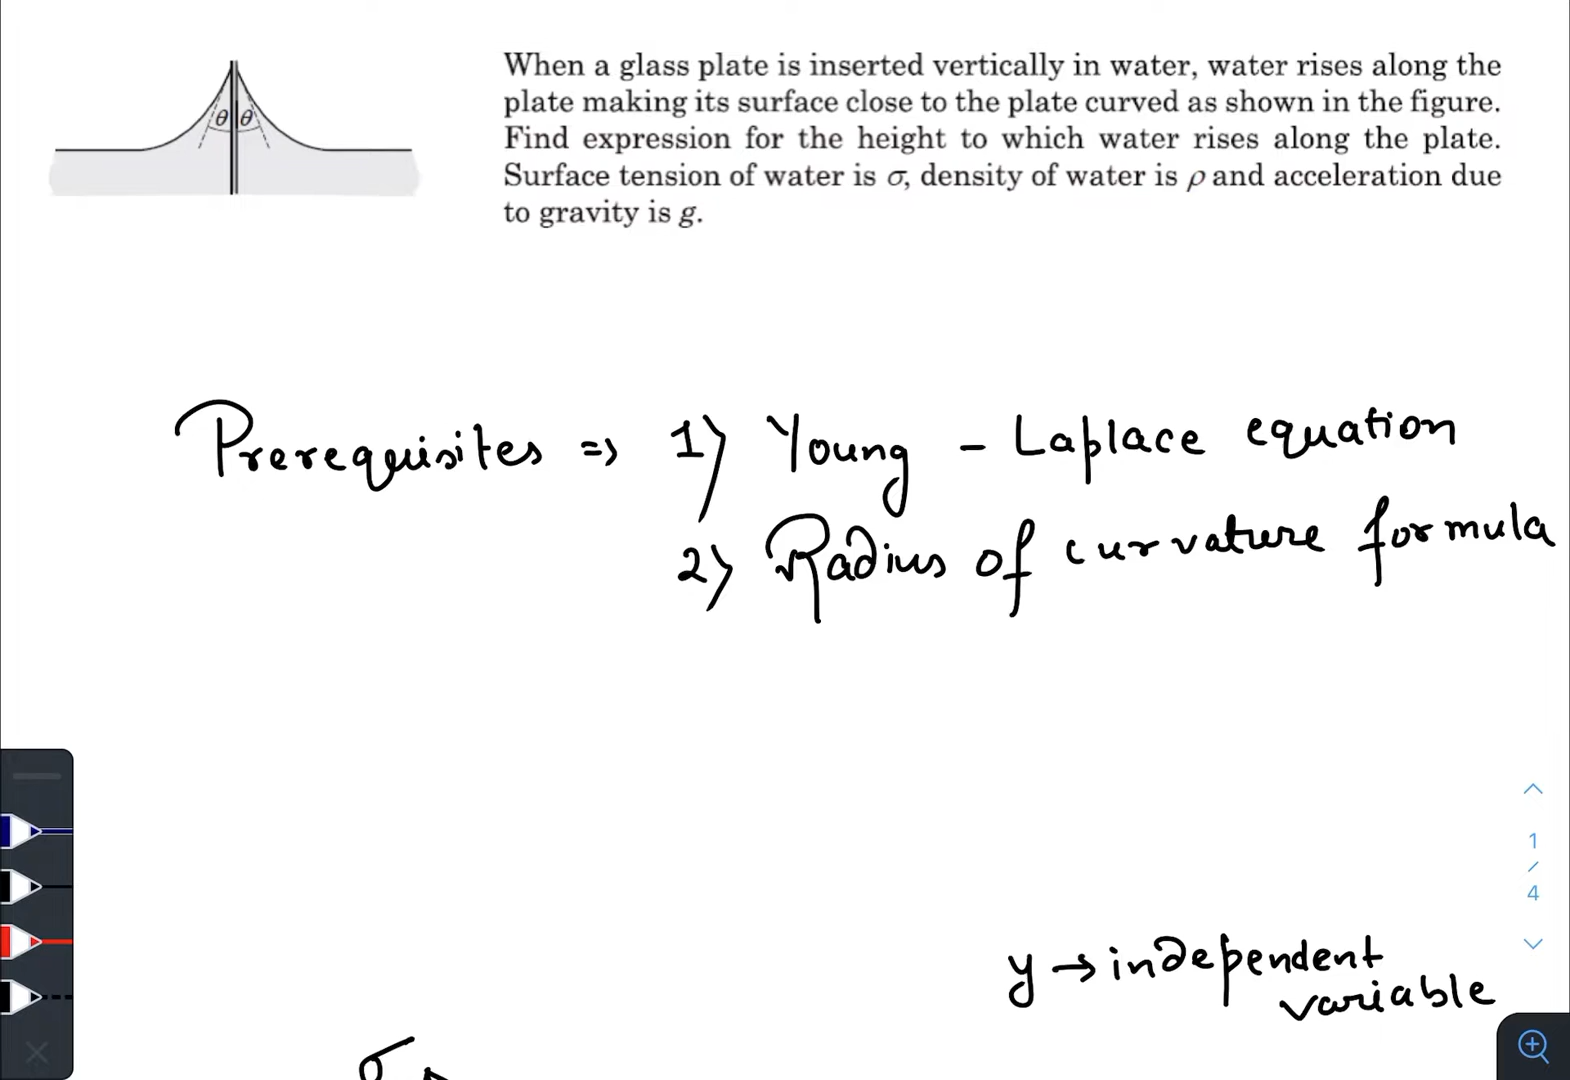 When a glass plate is inserted vertically in water, water rises along the
plate making its surface close to the plate curved as shown in the figure.
Find expression for the height to which water rises along the plate.
Surface tension of water is σ, density of water is ρ and acceleration due
to gravity is g.
θ θ
Prerequisites => 1) Young - Laplace equation
2) Radius of curvature formula
1
/
4
y → independent
variable
σ